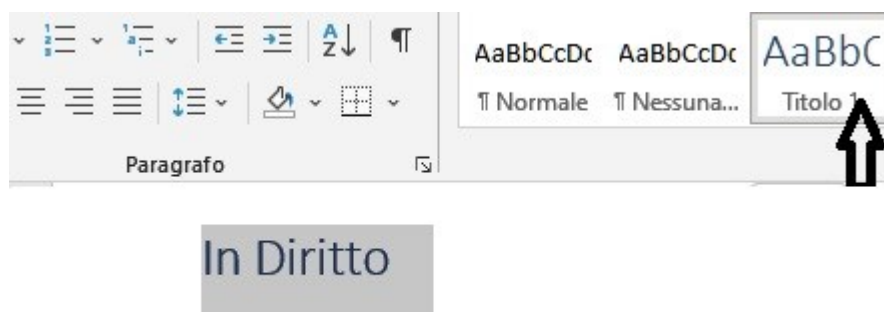 AaBbCcDc AaBbCcDc AaBbC
¶ Normale ¶ Nessuna... Titolo 1
Paragrafo
In Diritto